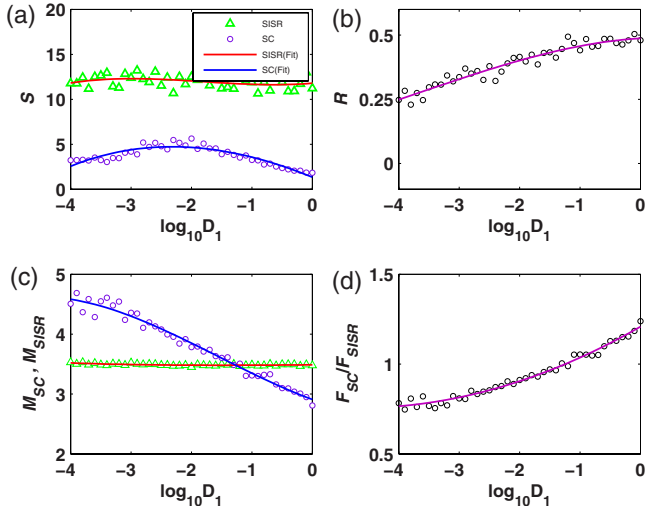 (a)
20
15
10
5
0
S
-4
-3
-2
-1
0
log10D1
SISR
SC
SISR(Fit)
SC(Fit)
(b)
0.5
0.25
0
R
-4
-3
-2
-1
0
log10D1
(c)
5
4
3
2
MSC, MSISR
-4
-3
-2
-1
0
log10D1
(d)
1.5
1
0.5
FSC/FSISR
-4
-3
-2
-1
0
log10D1